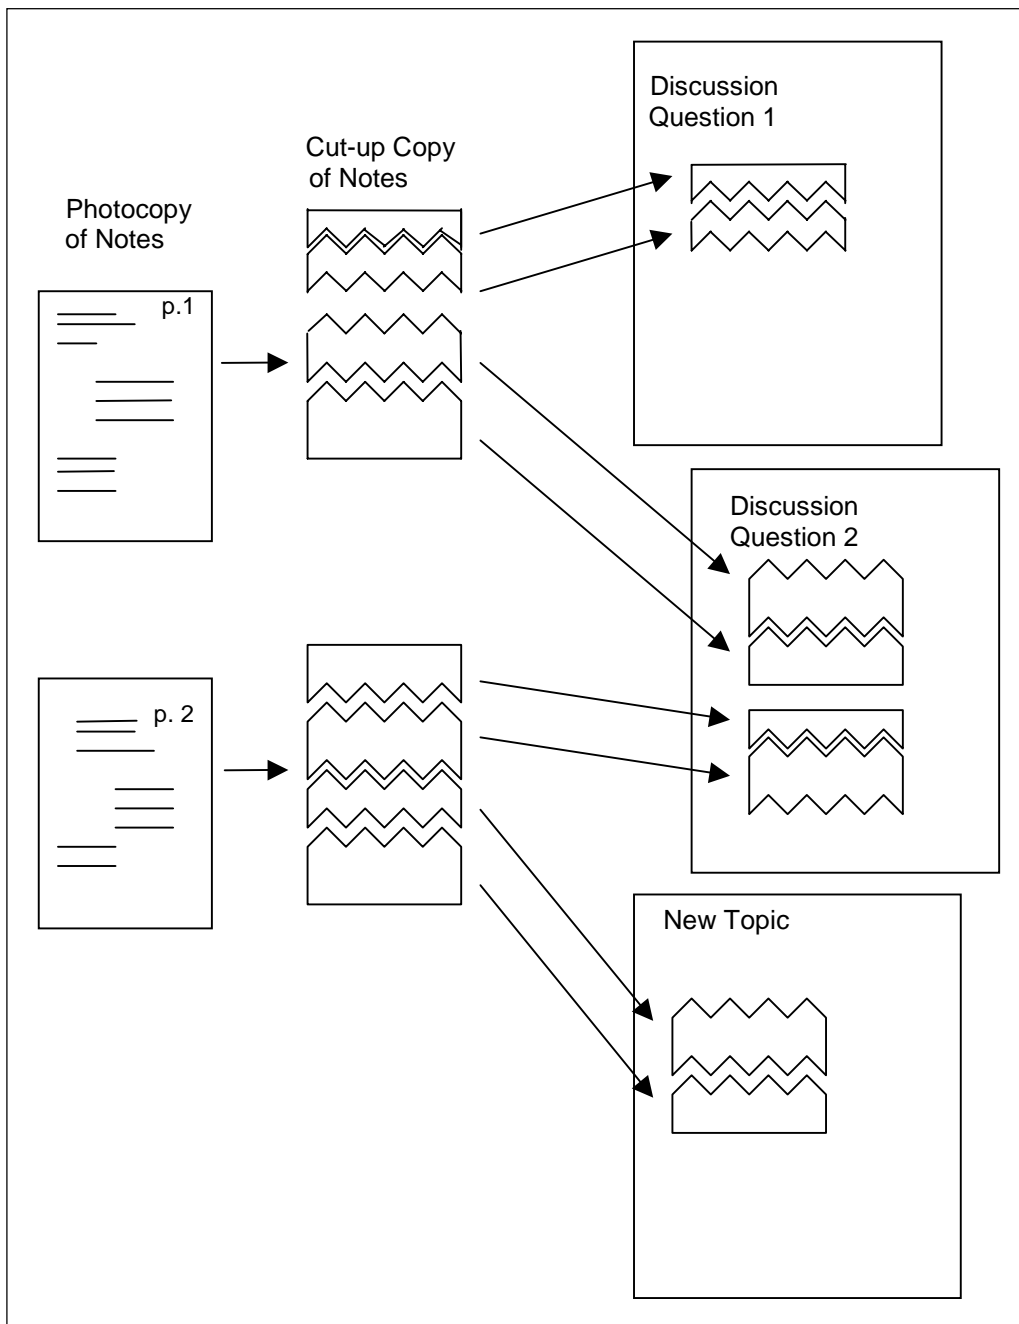 Photocopy
of Notes
p.1
p. 2
Cut-up Copy
of Notes
Discussion
Question 1
Discussion
Question 2
New Topic